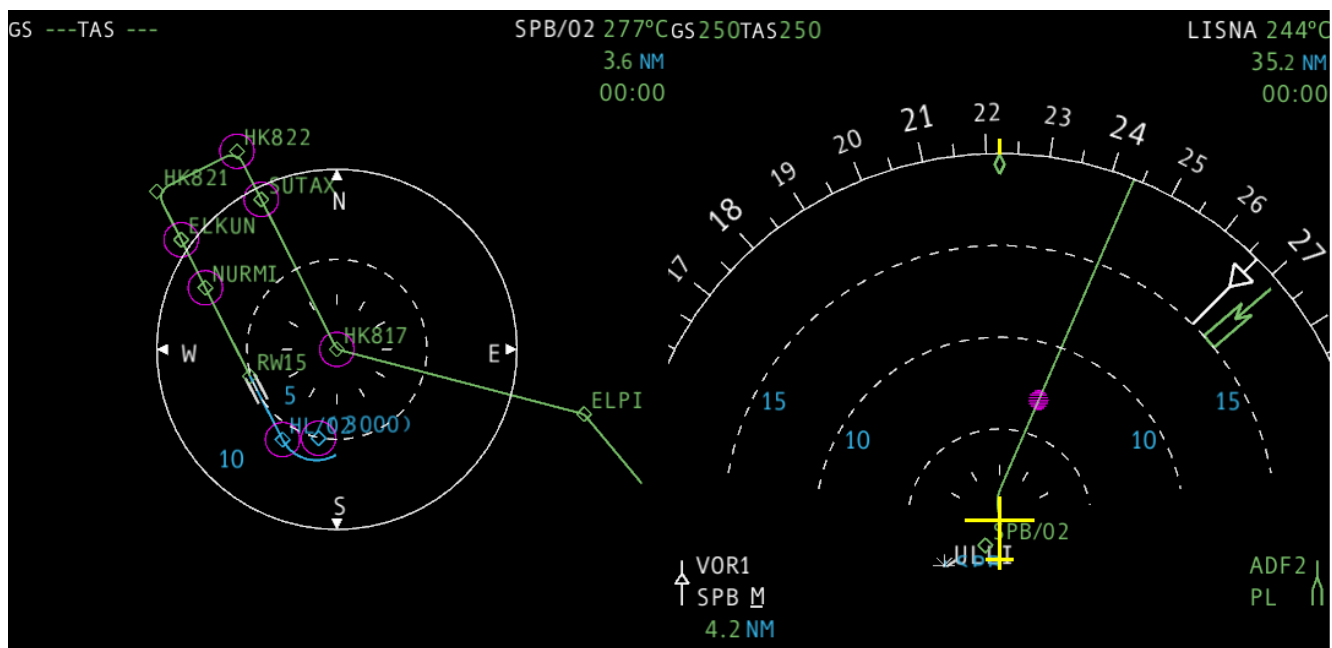 GS ---TAS ---
SPB/02 277°C
3.6 NM
00:00
HK822
HK821
SUTAX
N
ELKUN
NURMI
HK817
W
E
RW15
5
ELPI
10
S
GS250TAS250
LISNA 244°C
35.2 NM
00:00
17
18
19
20
21
22
23
24
25
26
27
15
15
10
10
SPB/02
ULLI
VOR1
SPB M
4.2 NM
ADF2
PL